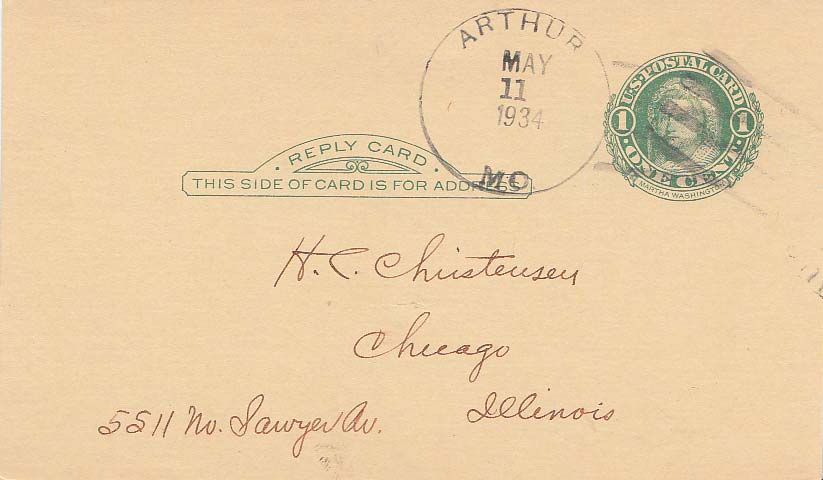 ARTHUR
MAY
11
1934
MO.
U.S. POSTAL CARD
1 1
ONE CENT
MARTHA WASHINGTON
REPLY CARD
THIS SIDE OF CARD IS FOR ADDRESS
H. C. Christensen
Chicago
Illinois
5511 No. Sawyer Av.